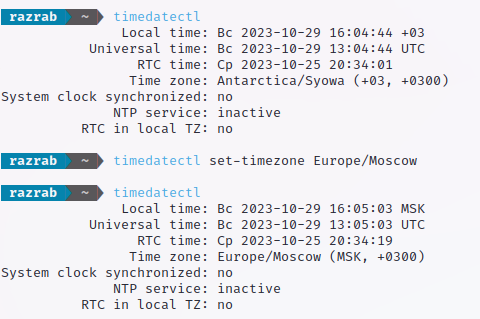 razrab ~ timedatectl
Local time: Вс 2023-10-29 16:04:44 +03
Universal time: Вс 2023-10-29 13:04:44 UTC
RTC time: Ср 2023-10-25 20:34:01
Time zone: Antarctica/Syowa (+03, +0300)
System clock synchronized: no
NTP service: inactive
RTC in local TZ: no
razrab ~ timedatectl set-timezone Europe/Moscow
razrab ~ timedatectl
Local time: Вс 2023-10-29 16:05:03 MSK
Universal time: Вс 2023-10-29 13:05:03 UTC
RTC time: Ср 2023-10-25 20:34:19
Time zone: Europe/Moscow (MSK, +0300)
System clock synchronized: no
NTP service: inactive
RTC in local TZ: no